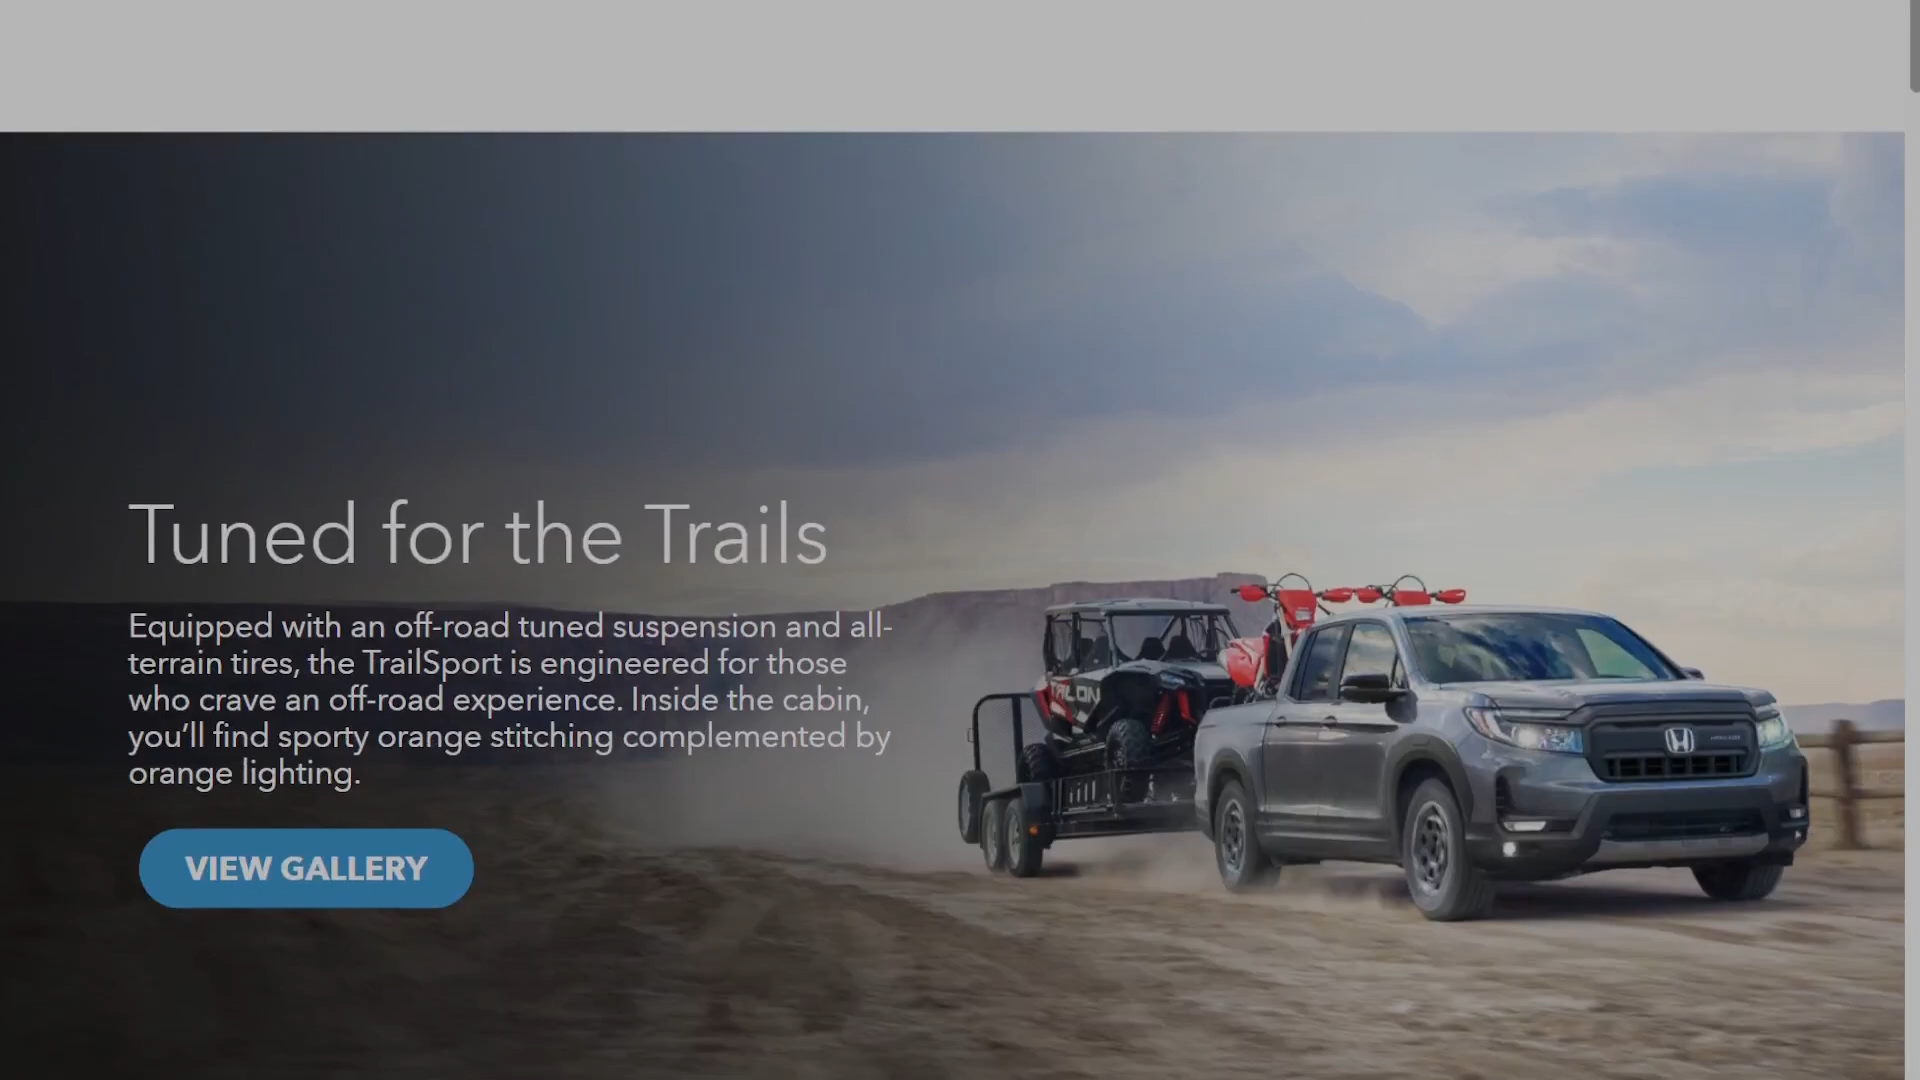 Tuned for the Trails
Equipped with an off-road tuned suspension and all-
terrain tires, the TrailSport is engineered for those
who crave an off-road experience. Inside the cabin,
you’ll find sporty orange stitching complemented by
orange lighting.
VIEW GALLERY
TALON